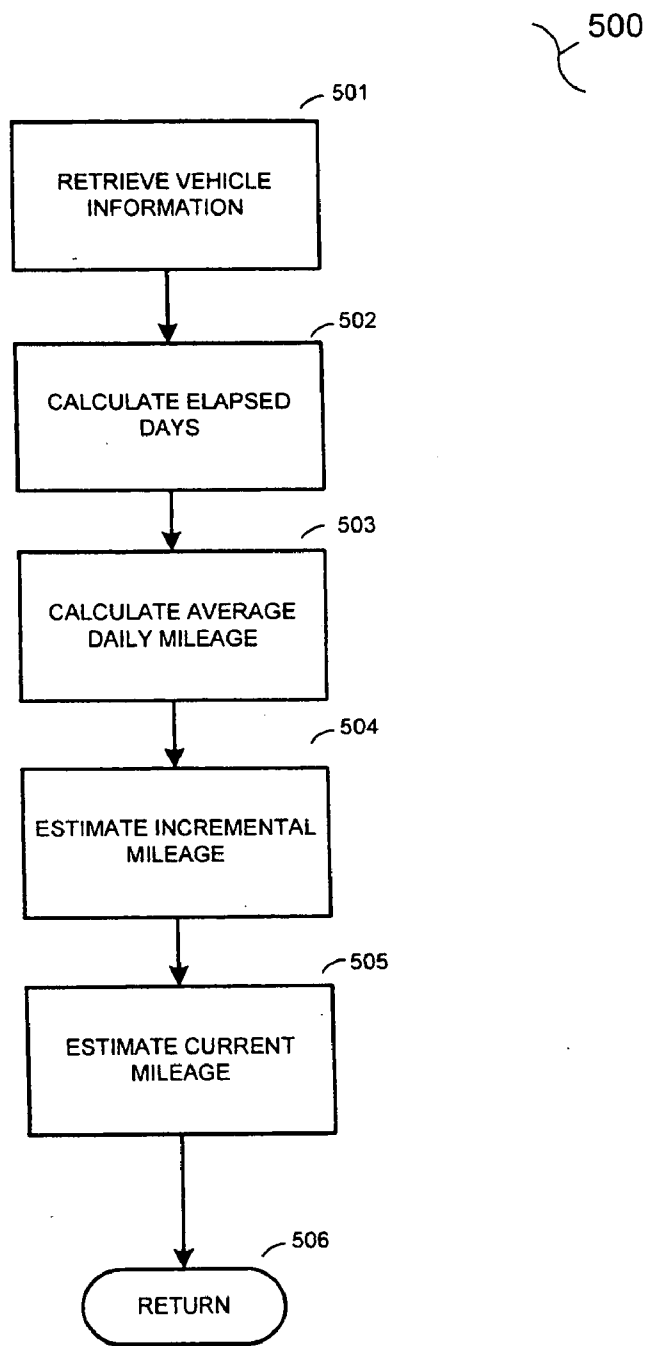 500
501
RETRIEVE VEHICLE
INFORMATION
502
CALCULATE ELAPSED
DAYS
503
CALCULATE AVERAGE
DAILY MILEAGE
504
ESTIMATE INCREMENTAL
MILEAGE
505
ESTIMATE CURRENT
MILEAGE
506
RETURN